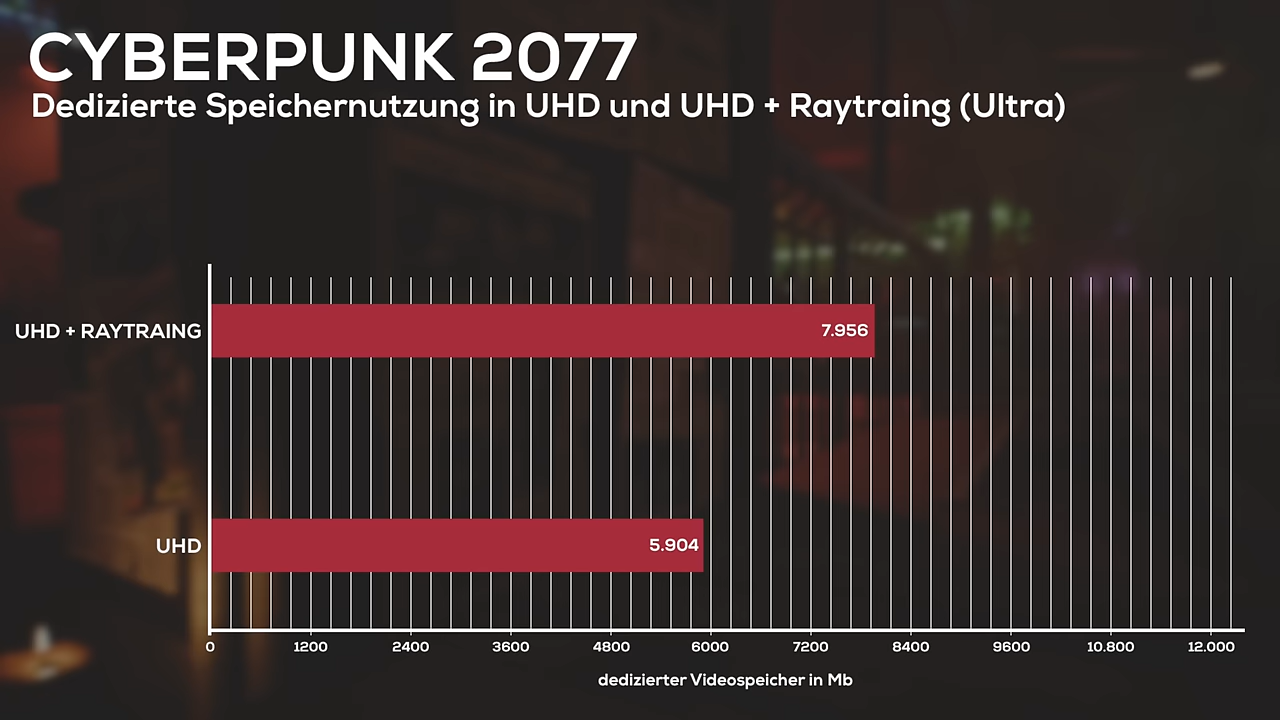 CYBERPUNK 2077
Dedizierte Speichernutzung in UHD und UHD + Raytraing (Ultra)
UHD + RAYTRAING
7.956
UHD
5.904
0 1200 2400 3600 4800 6000 7200 8400 9600 10.800 12.000
dedizierter Videospeicher in Mb